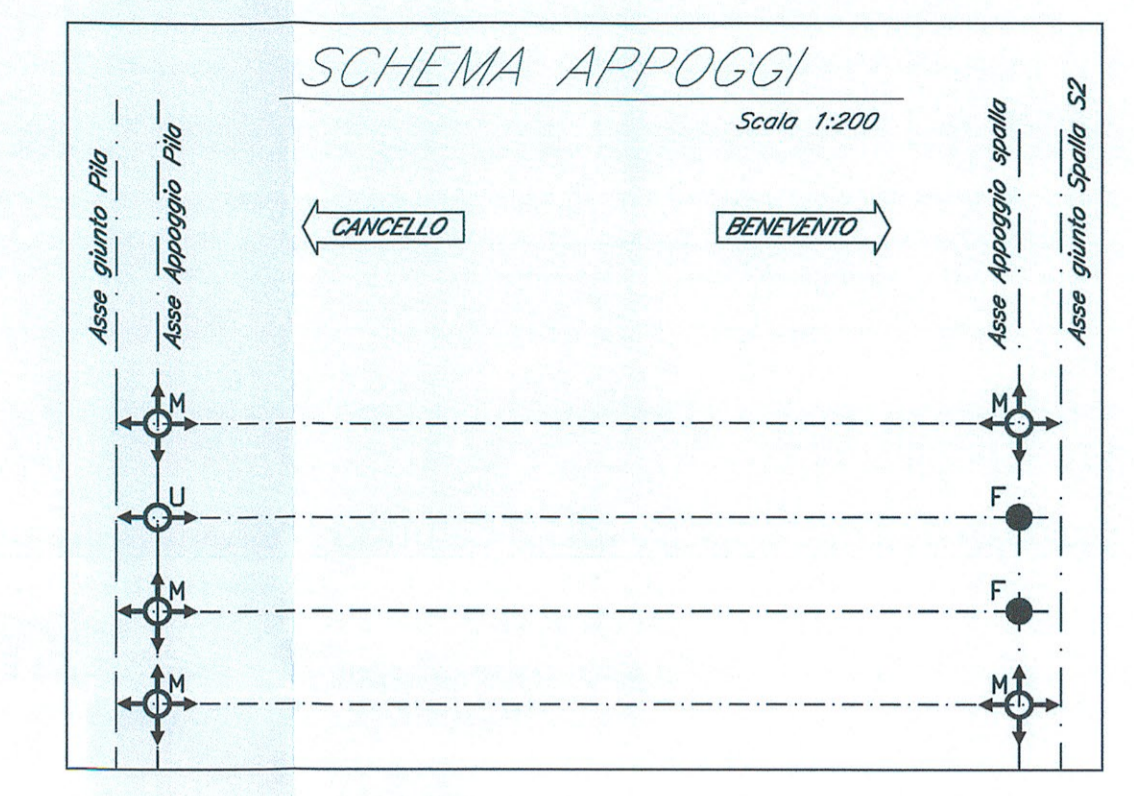 SCHEMA APPOGGI
Scala 1:200
Asse giunto Pila
Asse Appoggio Pila
CANCELLO
BENEVENTO
Asse Appoggio spalla
Asse giunto Spalla S2
M
M
U
F
M
F
M
M